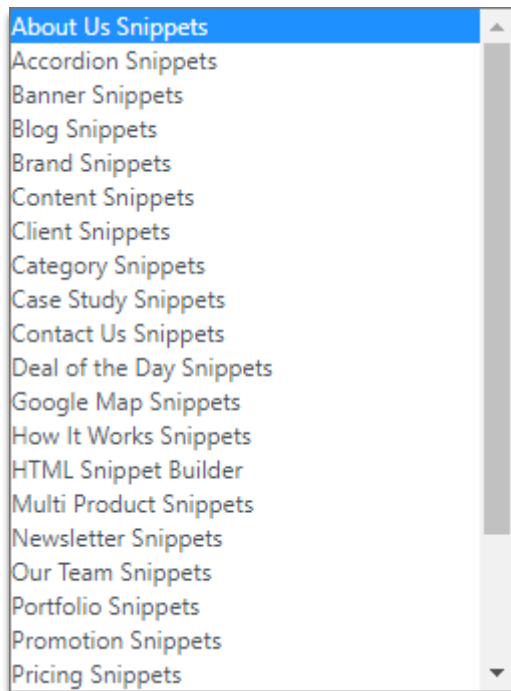 About Us Snippets
Accordion Snippets
Banner Snippets
Blog Snippets
Brand Snippets
Content Snippets
Client Snippets
Category Snippets
Case Study Snippets
Contact Us Snippets
Deal of the Day Snippets
Google Map Snippets
How It Works Snippets
HTML Snippet Builder
Multi Product Snippets
Newsletter Snippets
Our Team Snippets
Portfolio Snippets
Promotion Snippets
Pricing Snippets